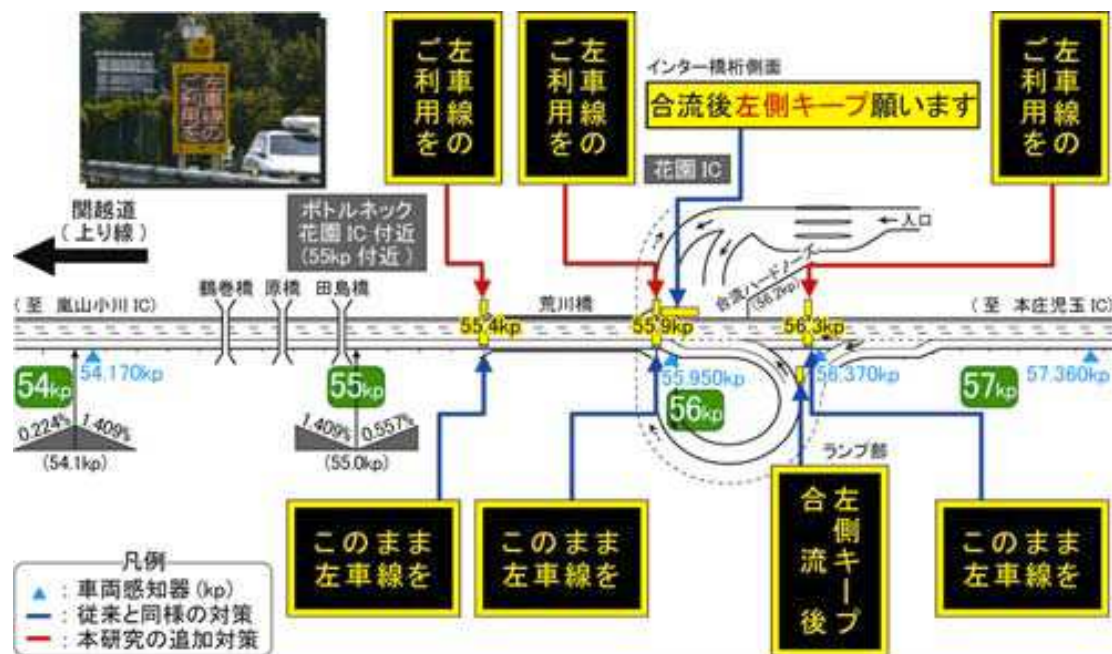 左車線の
ご利用を
左車線の
ご利用を
左車線の
ご利用を
左車線の
ご利用を
インター橋桁側面
合流後左側キープ願います
花園 IC
関越道
(上り線)
ボトルネック
花園 IC 付近
(55kp 付近)
入口
合流ハードノーズ
(56.2kp)
(至 嵐山小川 IC)
鶴巻橋
原橋
田島橋
55.4kp
荒川橋
55.9kp
56.3kp
(至 本庄児玉 IC)
54kp
54.170kp
55kp
55.950kp
56kp
56.370kp
57kp
57.360kp
0.224%
1.409%
(54.1kp)
1.409%
0.557%
(55.0kp)
ランプ部
このまま
左車線を
このまま
左車線を
左側キープ
合流後
このまま
左車線を
凡例
▲ : 車両感知器 (kp)
ー : 従来と同様の対策
ー : 本研究の追加対策